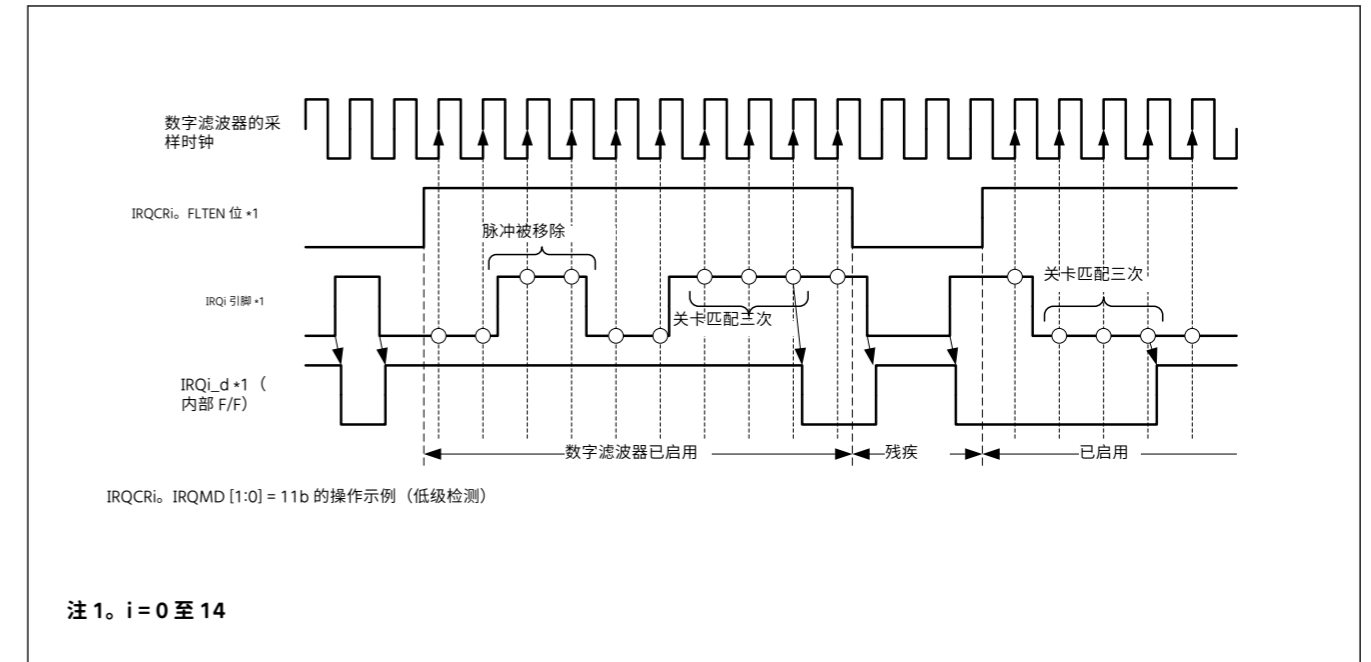 数字滤波器的采
样时钟
IRQCRi。FLTEN 位 *1
脉冲被移除
IRQi 引脚 *1
关卡匹配三次
关卡匹配三次
IRQi_d *1（
内部 F/F）
数字滤波器已启用
残疾
已启用
IRQCRi。IRQMD [1:0] = 11b 的操作示例（低级检测）
注 1。i = 0 至 14